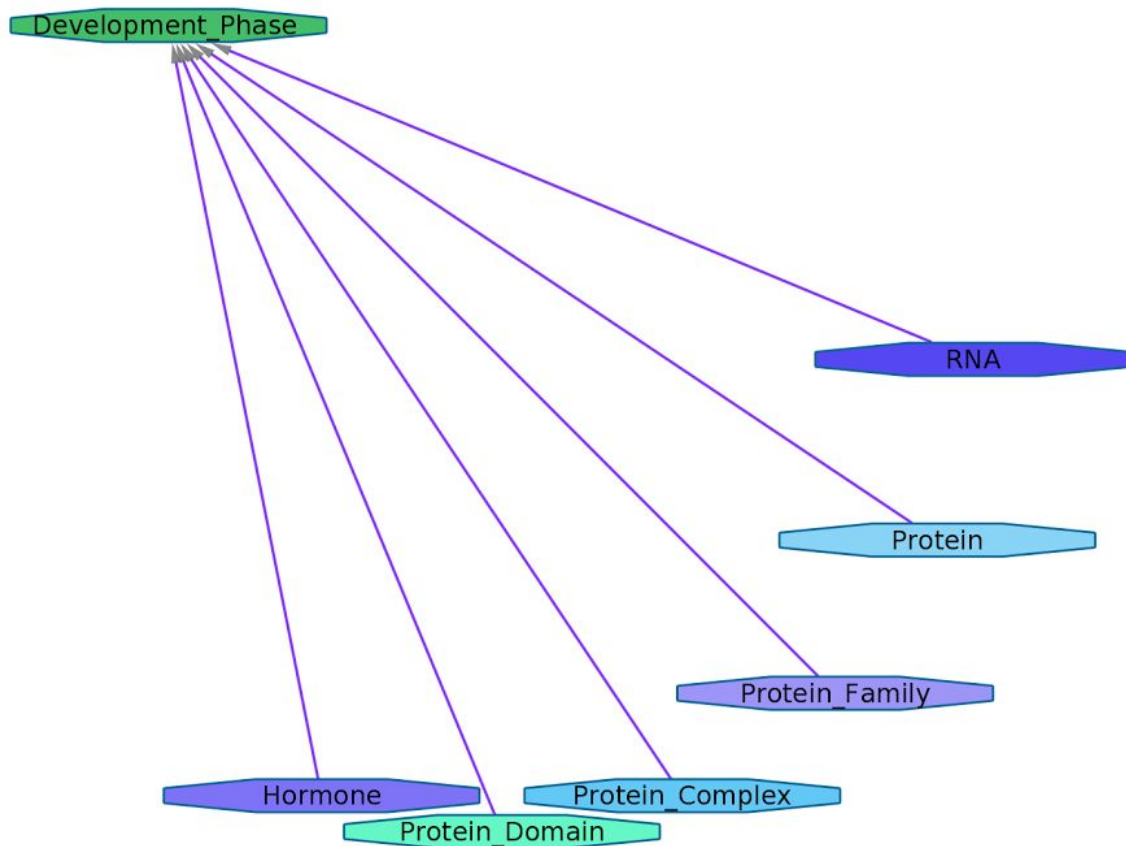 Development_Phase
RNA
Protein
Protein_Family
Hormone
Protein_Complex
Protein_Domain